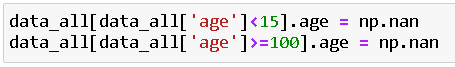 data_all[data_all['age']<15].age = np.nan
data_all[data_all['age']>=100].age = np.nan